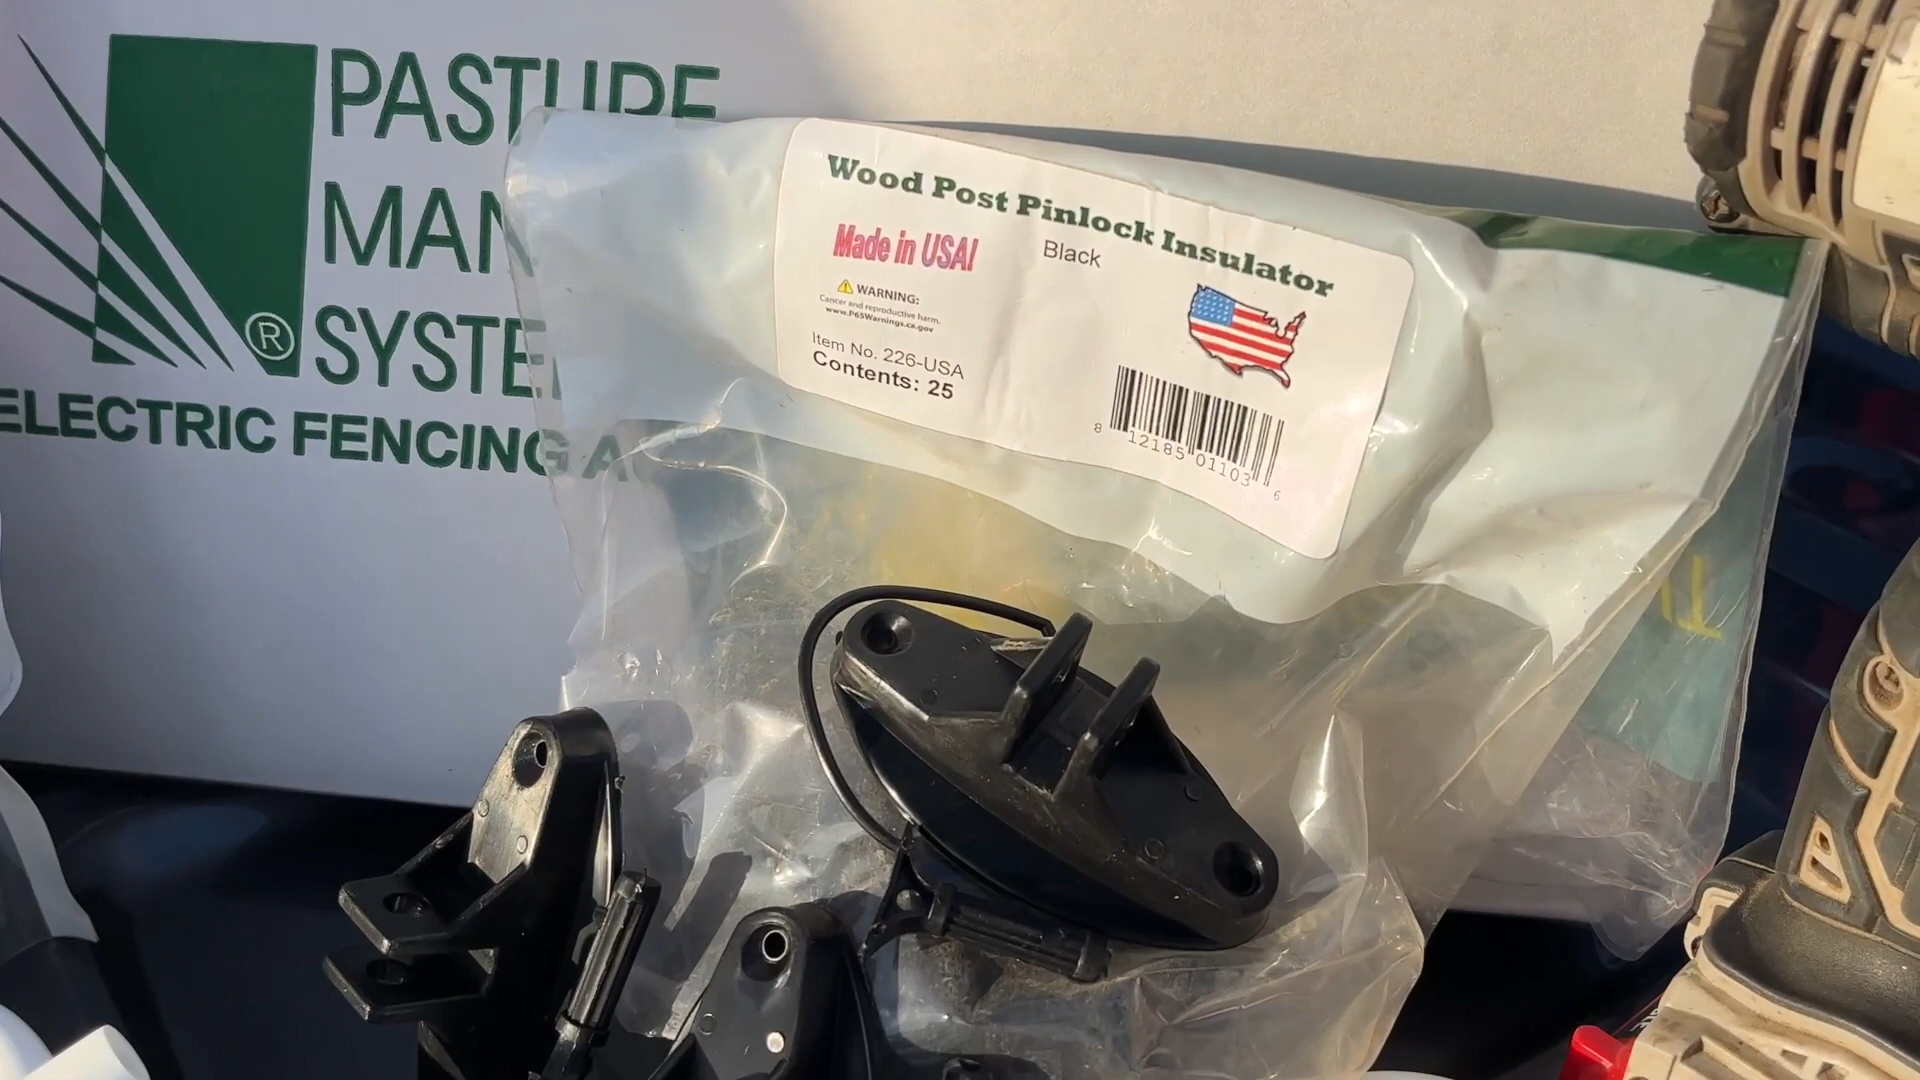 PASTURE
MAN
SYSTE
®
ELECTRIC FENCING A
Wood Post Pinlock Insulator
Made in USA!
Black
WARNING:
Cancer and reproductive harm.
www.P65Warnings.ca.gov
Item No. 226-USA
Contents: 25
8 12185 01103 6